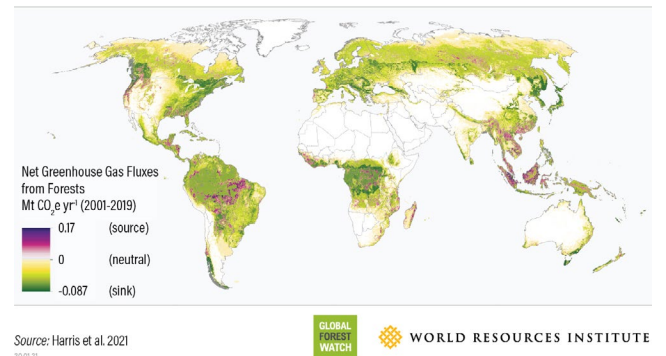 Net Greenhouse Gas Fluxes
from Forests
Mt CO₂e yr⁻¹ (2001-2019)
0.17 (source)
0 (neutral)
-0.087 (sink)
Source: Harris et al. 2021
GLOBAL
FOREST
WATCH
WORLD RESOURCES INSTITUTE